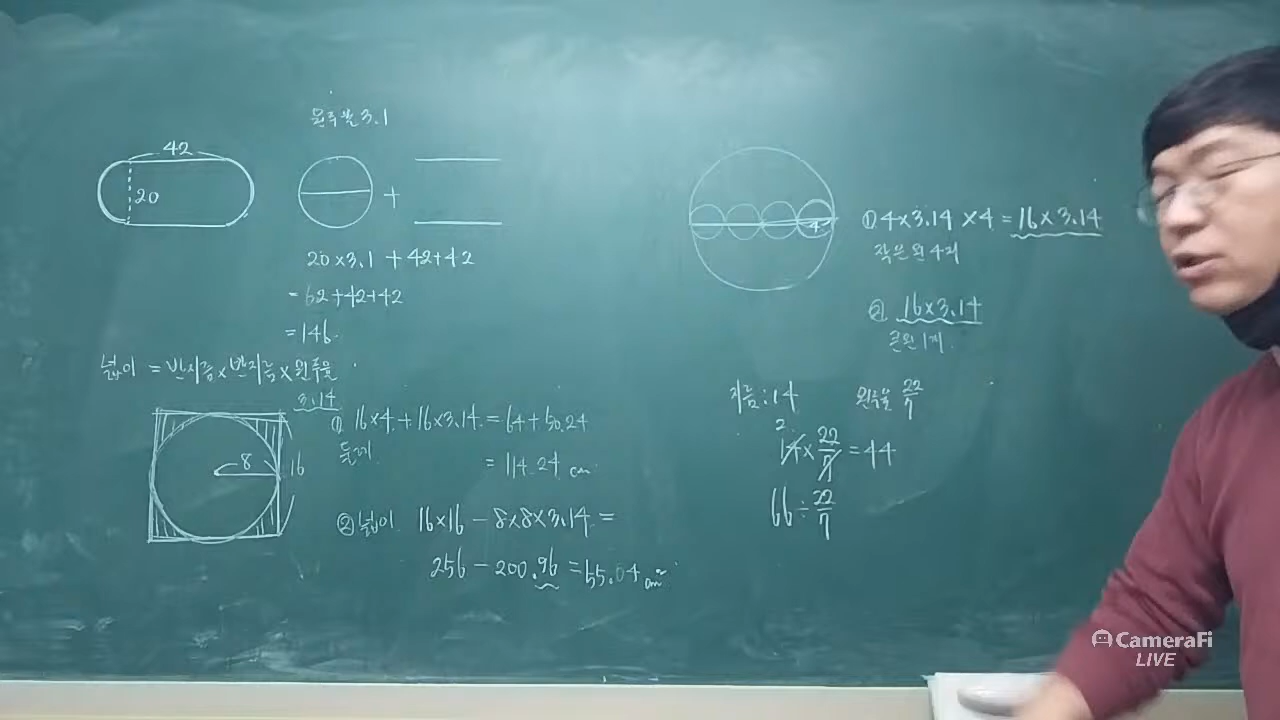 원주율 3.1
42
20
+
20×3.1 + 42+42
= 62+42+42
=146.
넓이 = 반지름×반지름×원주율
3.14
8
16
① 16×4 + 16×3.14 = 64+50.24
둘레
= 114.24 cm
② 넓이 16×16 - 8×8×3.14 =
256 - 200.96 = 55.04 cm²
4
① 4×3.14 ×4 = 16×3.14
작은원 4개
② 16×3.14
큰원 1개.
지름:14 원주율 22/7
2
14×22/7 = 44
66÷22/7
CameraFi
LIVE